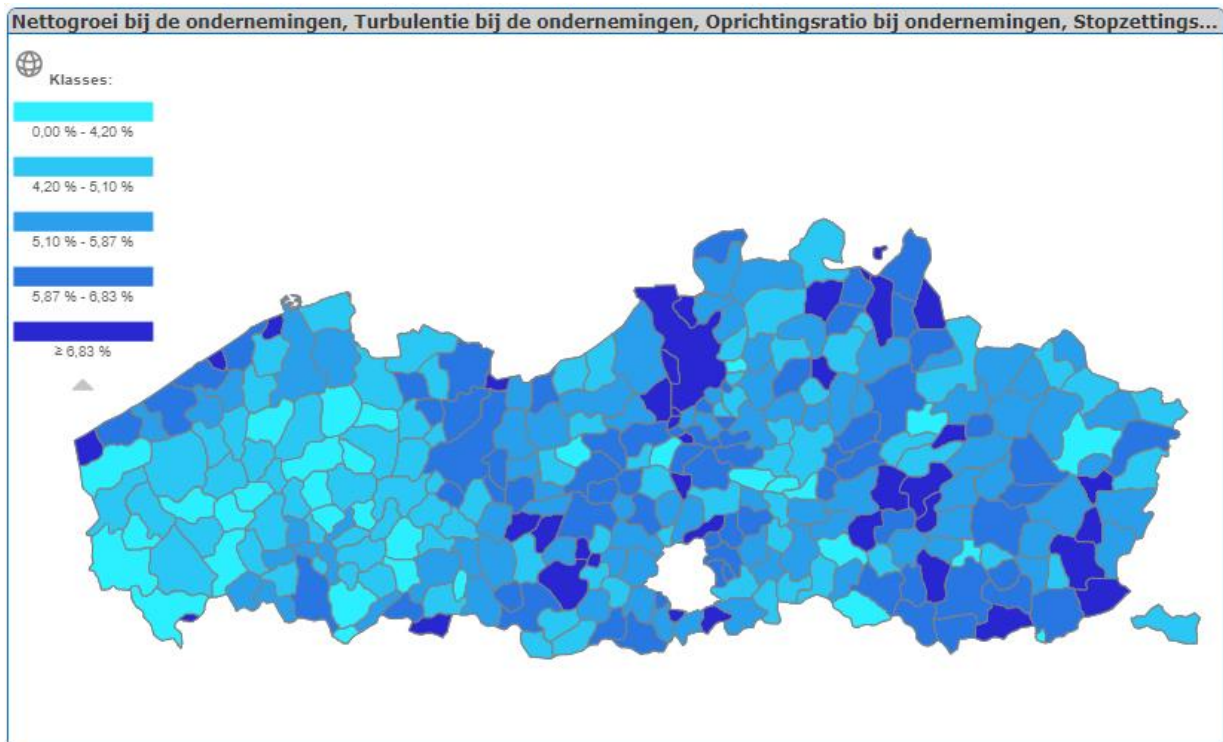 Nettogroei bij de ondernemingen, Turbulentie bij de ondernemingen, Oprichtingsratio bij ondernemingen, Stopzettings...
Klasses:
0,00 % - 4,20 %
4,20 % - 5,10 %
5,10 % - 5,87 %
5,87 % - 6,83 %
≥ 6,83 %